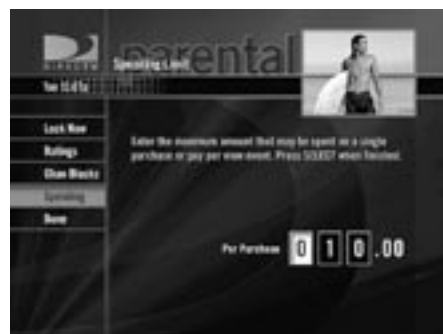 DIRECTV
parental
Spending Limit
Lock Now
Ratings
Chan Blocks
Spending
Done
Enter the maximum amount that may be spent on a single
purchase or pay per view event. Press SELECT when finished.
Per Purchase 0 1 0 .00